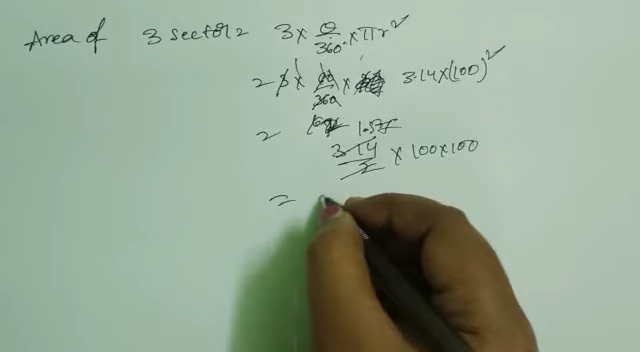 Area of 3 sector = 3 × θ/360° × πr²
= 3 × 60/360 × 3.14 × (100)²
= 1.57
3.14/2 × 100 × 100
=